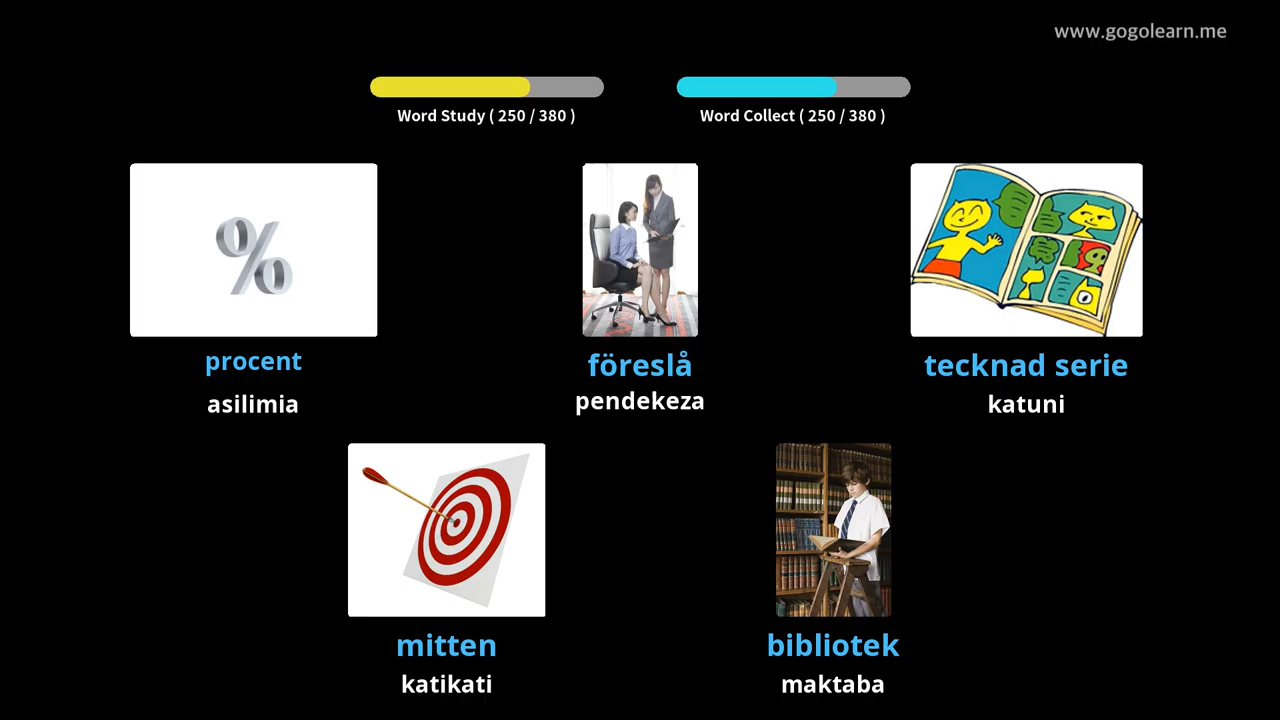 www.gogolearn.me
Word Study ( 250 / 380 )
Word Collect ( 250 / 380 )
%
procent
föreslå
tecknad serie
asilimia
pendekeza
katuni
mitten
bibliotek
katikati
maktaba